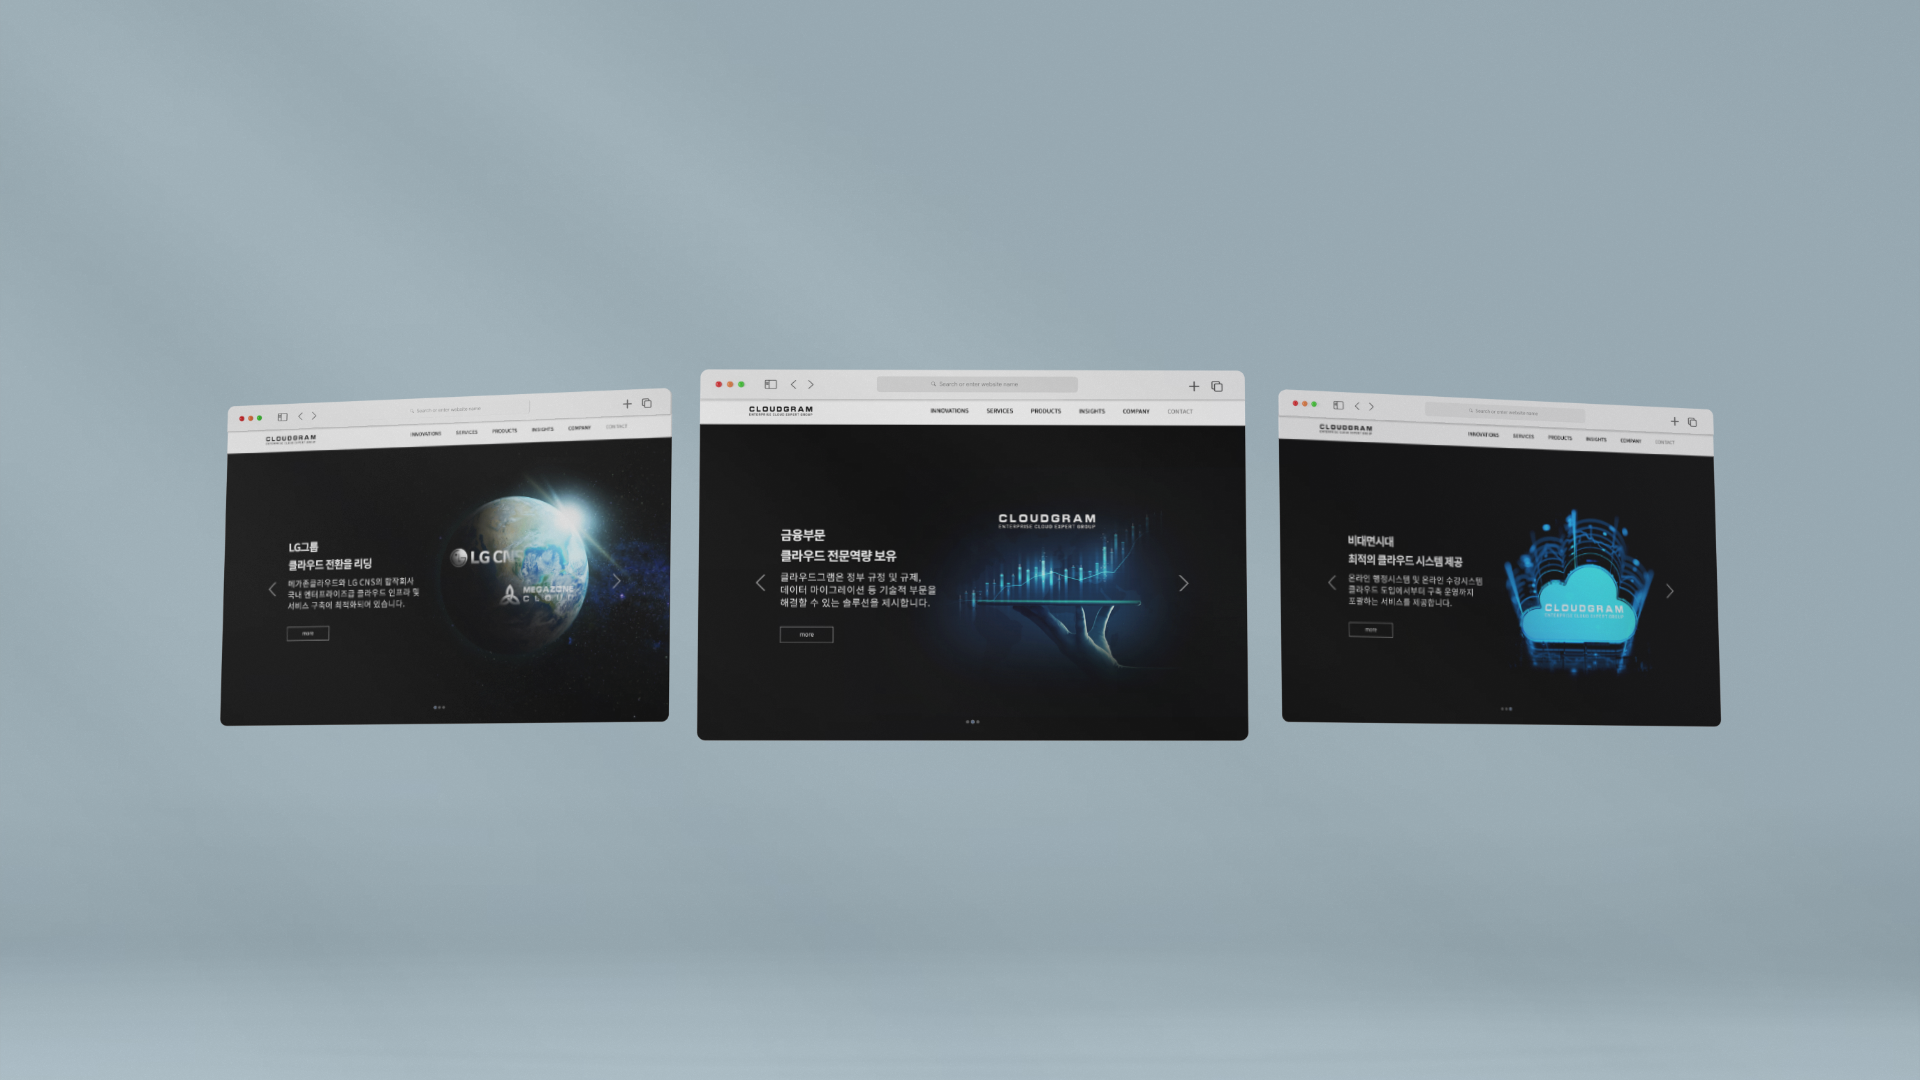 Search or enter website name
CLOUDGRAM
ENTERPRISE CLOUD EXPERT GROUP
INNOVATIONS SERVICES PRODUCTS INSIGHTS COMPANY CONTACT
LG그룹
클라우드 전환을 리딩
메가존클라우드와 LG CNS의 합작회사
국내 엔터프라이즈급 클라우드 인프라 및
서비스 구축에 최적화되어 있습니다.
more
LG CNS
MEGAZONE
CLOUD
Search or enter website name
CLOUDGRAM
ENTERPRISE CLOUD EXPERT GROUP
INNOVATIONS SERVICES PRODUCTS INSIGHTS COMPANY CONTACT
금융부문
클라우드 전문역량 보유
클라우드그램은 정부 규정 및 규제,
데이터 마이그레이션 등 기술적 부문을
해결할 수 있는 솔루션을 제시합니다.
more
CLOUDGRAM
ENTERPRISE CLOUD EXPERT GROUP
Search or enter website name
CLOUDGRAM
ENTERPRISE CLOUD EXPERT GROUP
INNOVATIONS SERVICES PRODUCTS INSIGHTS COMPANY CONTACT
비대면시대
최적의 클라우드 시스템 제공
온라인 행정시스템 및 온라인 수강시스템
클라우드 도입에서부터 구축 운영까지
포괄하는 서비스를 제공합니다.
more
CLOUDGRAM
ENTERPRISE CLOUD EXPERT GROUP